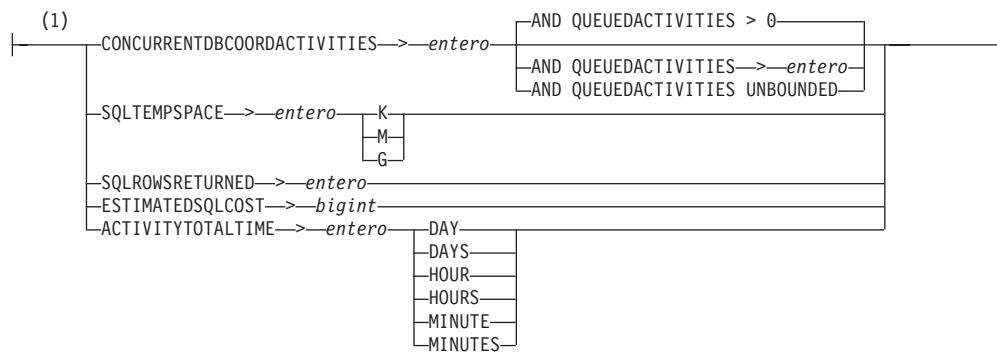 (1)
AND QUEUEDACTIVITIES > 0
CONCURRENTDBCOORDACTIVITIES > entero
AND QUEUEDACTIVITIES > entero
AND QUEUEDACTIVITIES UNBOUNDED
SQLTEMPSPACE > entero K
M
G
SQLROWSRETURNED > entero
ESTIMATEDSQLCOST > bigint
ACTIVITYTOTALTIME > entero DAY
DAYS
HOUR
HOURS
MINUTE
MINUTES